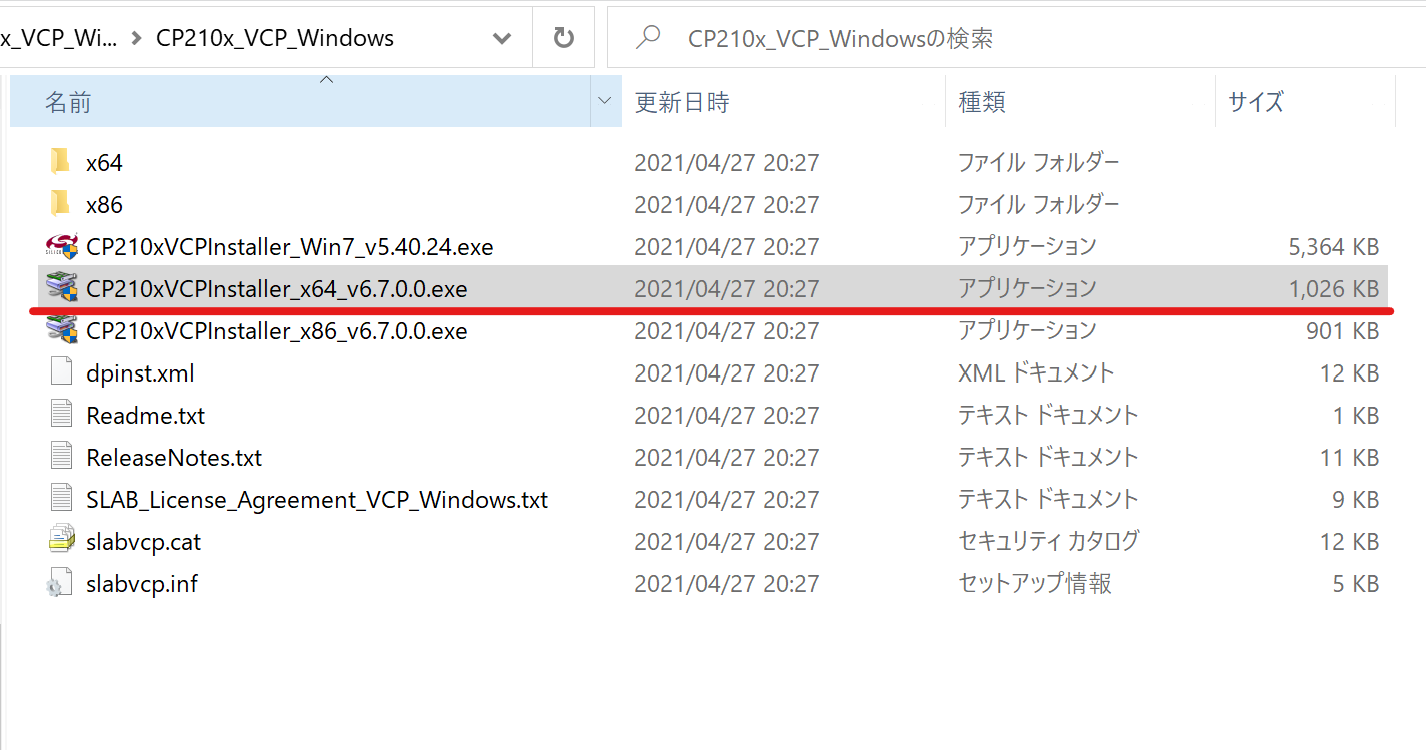 x_VCP_Wi... CP210x_VCP_Windows CP210x_VCP_Windowsの検索
名前 更新日時 種類 サイズ
x64 2021/04/27 20:27 ファイル フォルダー
x86 2021/04/27 20:27 ファイル フォルダー
CP210xVCPInstaller_Win7_v5.40.24.exe 2021/04/27 20:27 アプリケーション 5,364 KB
CP210xVCPInstaller_x64_v6.7.0.0.exe 2021/04/27 20:27 アプリケーション 1,026 KB
CP210xVCPInstaller_x86_v6.7.0.0.exe 2021/04/27 20:27 アプリケーション 901 KB
dpinst.xml 2021/04/27 20:27 XML ドキュメント 12 KB
Readme.txt 2021/04/27 20:27 テキスト ドキュメント 1 KB
ReleaseNotes.txt 2021/04/27 20:27 テキスト ドキュメント 11 KB
SLAB_License_Agreement_VCP_Windows.txt 2021/04/27 20:27 テキスト ドキュメント 9 KB
slabvcp.cat 2021/04/27 20:27 セキュリティ カタログ 12 KB
slabvcp.inf 2021/04/27 20:27 セットアップ情報 5 KB